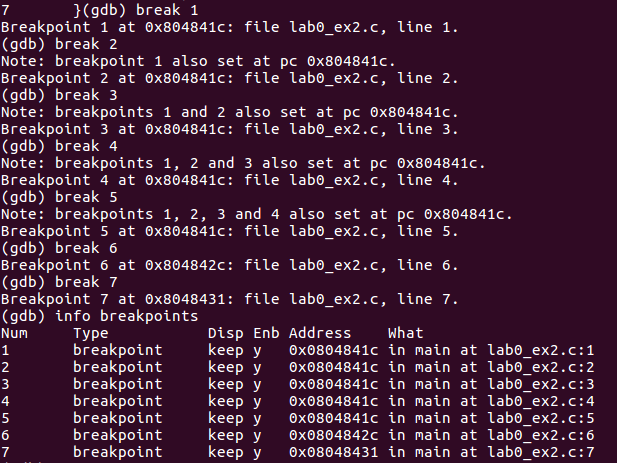 7       }(gdb) break 1
Breakpoint 1 at 0x804841c: file lab0_ex2.c, line 1.
(gdb) break 2
Note: breakpoint 1 also set at pc 0x804841c.
Breakpoint 2 at 0x804841c: file lab0_ex2.c, line 2.
(gdb) break 3
Note: breakpoints 1 and 2 also set at pc 0x804841c.
Breakpoint 3 at 0x804841c: file lab0_ex2.c, line 3.
(gdb) break 4
Note: breakpoints 1, 2 and 3 also set at pc 0x804841c.
Breakpoint 4 at 0x804841c: file lab0_ex2.c, line 4.
(gdb) break 5
Note: breakpoints 1, 2, 3 and 4 also set at pc 0x804841c.
Breakpoint 5 at 0x804841c: file lab0_ex2.c, line 5.
(gdb) break 6
Breakpoint 6 at 0x804842c: file lab0_ex2.c, line 6.
(gdb) break 7
Breakpoint 7 at 0x8048431: file lab0_ex2.c, line 7.
(gdb) info breakpoints
Num     Type           Disp Enb Address    What
1       breakpoint     keep y   0x0804841c in main at lab0_ex2.c:1
2       breakpoint     keep y   0x0804841c in main at lab0_ex2.c:2
3       breakpoint     keep y   0x0804841c in main at lab0_ex2.c:3
4       breakpoint     keep y   0x0804841c in main at lab0_ex2.c:4
5       breakpoint     keep y   0x0804841c in main at lab0_ex2.c:5
6       breakpoint     keep y   0x0804842c in main at lab0_ex2.c:6
7       breakpoint     keep y   0x08048431 in main at lab0_ex2.c:7